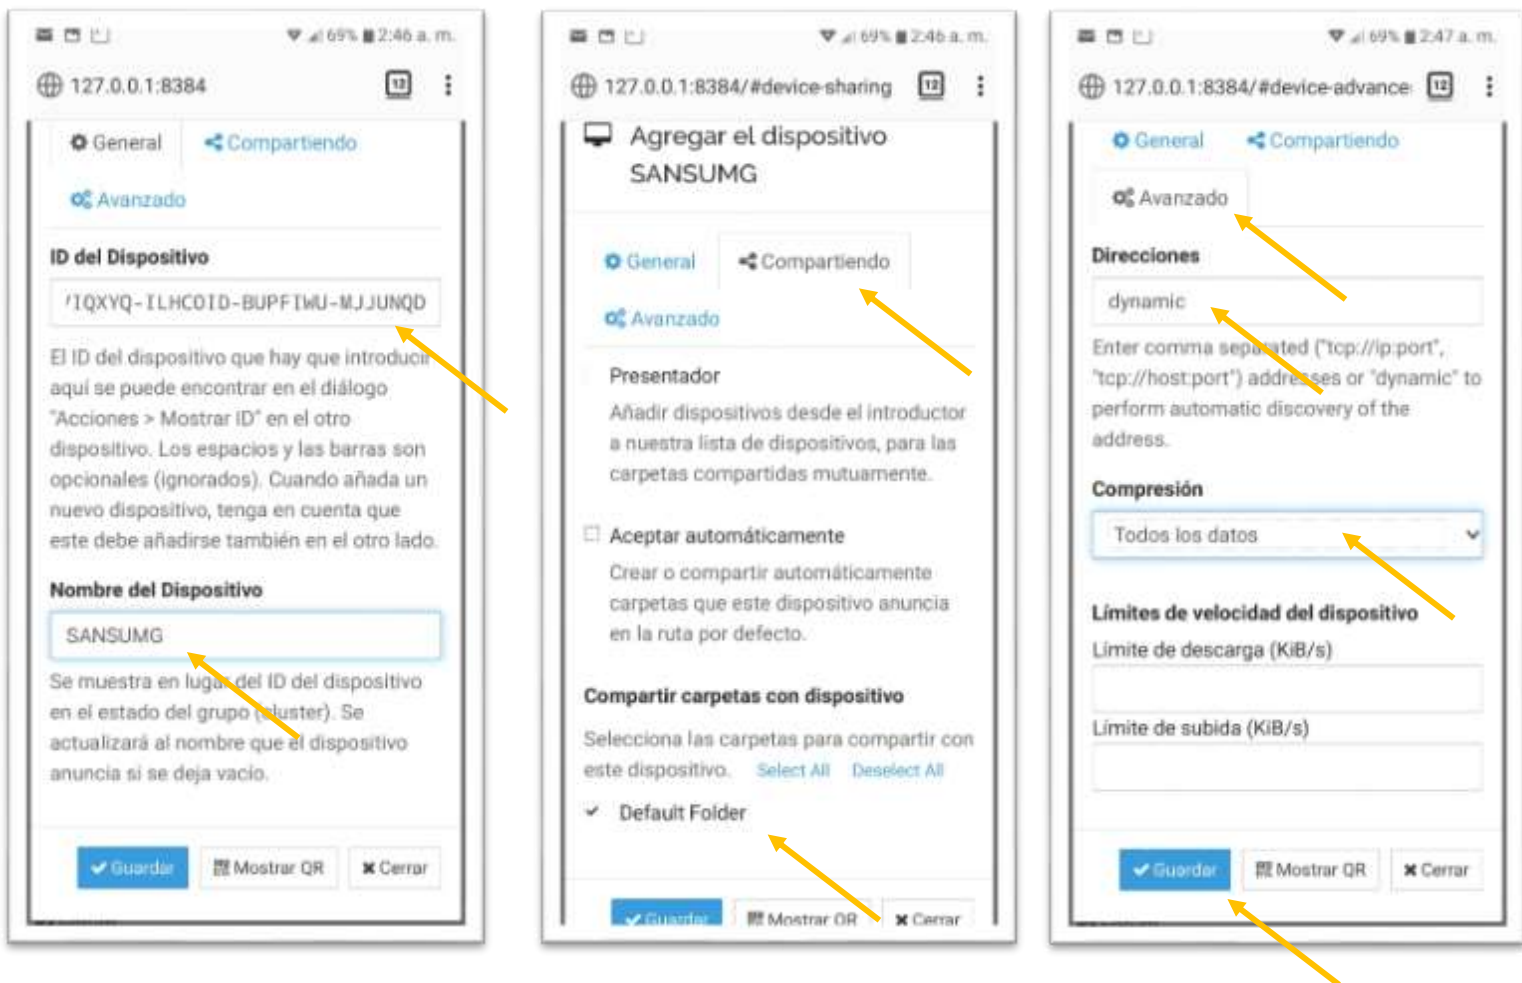 69% 2:46 a. m.
127.0.0.1:8384
12
General
Compartiendo
Avanzado
ID del Dispositivo
IQXYQ-ILHCOID-BUPFIWU-MJJUNQD
El ID del dispositivo que hay que introducir
aquí se puede encontrar en el diálogo
"Acciones > Mostrar ID" en el otro
dispositivo. Los espacios y las barras son
opcionales (ignorados). Cuando añada un
nuevo dispositivo, tenga en cuenta que
este debe añadirse también en el otro lado.
Nombre del Dispositivo
SANSUMG
Se muestra en lugar del ID del dispositivo
en el estado del grupo (cluster). Se
actualizará al nombre que el dispositivo
anuncia si se deja vacío.
Guardar
Mostrar QR
Cerrar
69% 2:46 a. m.
127.0.0.1:8384/#device-sharing
12
Agregar el dispositivo
SANSUMG
General
Compartiendo
Avanzado
Presentador
Añadir dispositivos desde el introductor
a nuestra lista de dispositivos, para las
carpetas compartidas mutuamente.
Aceptar automáticamente
Crear o compartir automáticamente
carpetas que este dispositivo anuncia
en la ruta por defecto.
Compartir carpetas con dispositivo
Selecciona las carpetas para compartir con
este dispositivo. Select All Deselect All
Default Folder
Guardar
Mostrar QR
Cerrar
69% 2:47 a. m.
127.0.0.1:8384/#device-advance
12
General
Compartiendo
Avanzado
Direcciones
dynamic
Enter comma separated ("tcp://ip:port",
"tcp://host:port") addresses or "dynamic" to
perform automatic discovery of the
address.
Compresión
Todos los datos
Límites de velocidad del dispositivo
Límite de descarga (KiB/s)
Límite de subida (KiB/s)
Guardar
Mostrar QR
Cerrar